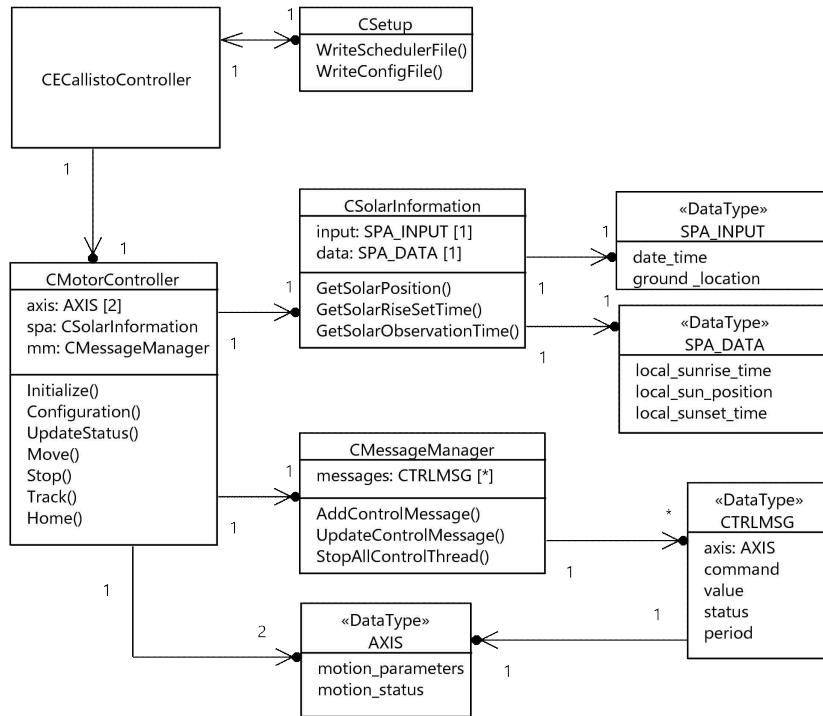 CECallistoController
1
1
CSetup
WriteSchedulerFile()
WriteConfigFile()
1
1
CMotorController
axis: AXIS [2]
spa: CSolarInformation
mm: CMessageManager
Initialize()
Configuration()
UpdateStatus()
Move()
Stop()
Track()
Home()
1
1
CSolarInformation
input: SPA_INPUT [1]
data: SPA_DATA [1]
GetSolarPosition()
GetSolarRiseSetTime()
GetSolarObservationTime()
1
1
«DataType»
SPA_INPUT
date_time
ground _location
1
1
«DataType»
SPA_DATA
local_sunrise_time
local_sun_position
local_sunset_time
1
1
CMessageManager
messages: CTRLMSG [*]
AddControlMessage()
UpdateControlMessage()
StopAllControlThread()
1
*
«DataType»
CTRLMSG
axis: AXIS
command
value
status
period
1
2
«DataType»
AXIS
motion_parameters
motion_status
1
1